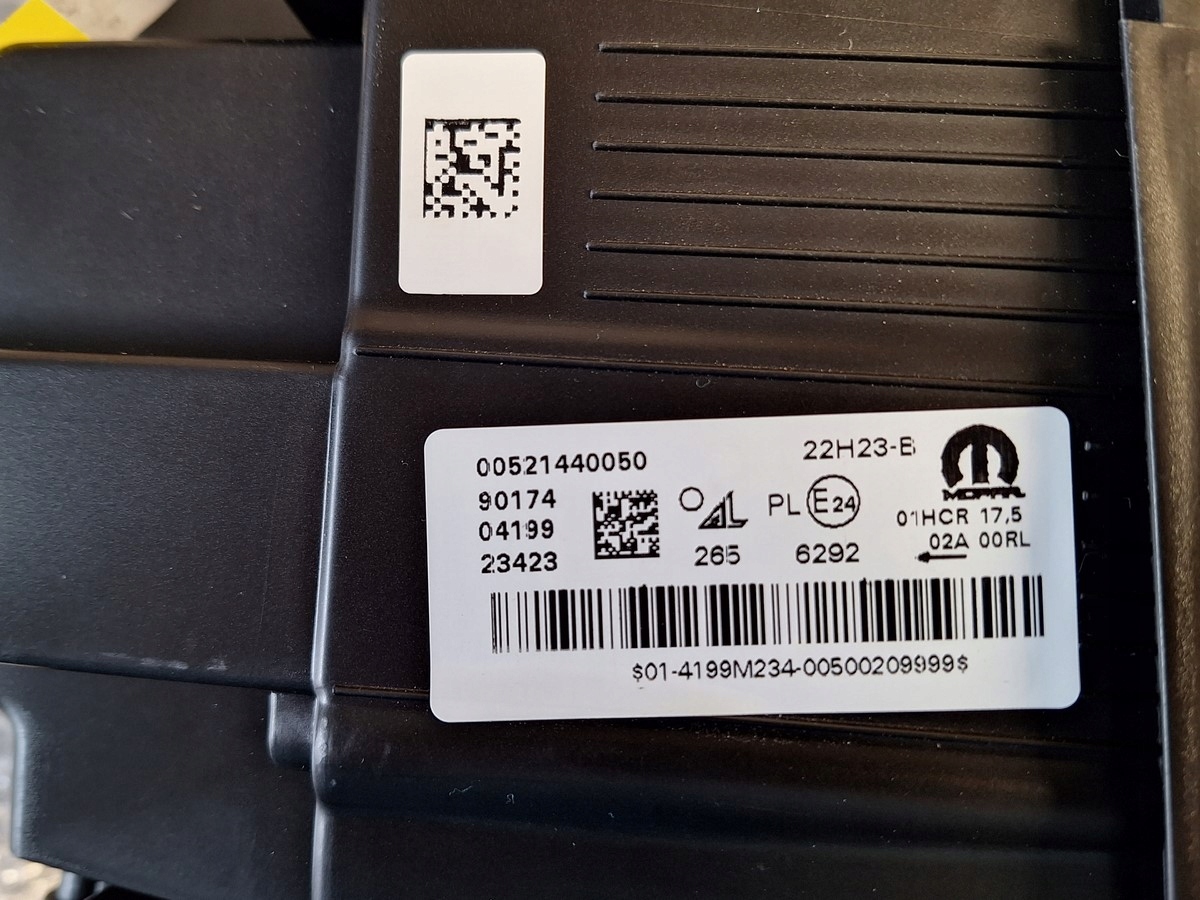 00521440050
22H23-B
MOPAR
90174
04199
23423
PL E24
265
6292
01HCR 17,5
02A 00RL
$01-4199M234-00500209999$